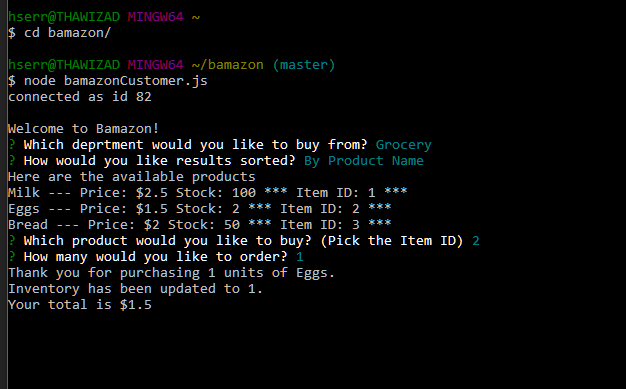 hserr@THAWIZAD MINGW64 ~
$ cd bamazon/
hserr@THAWIZAD MINGW64 ~/bamazon (master)
$ node bamazonCustomer.js
connected as id 82
Welcome to Bamazon!
? Which deprtment would you like to buy from? Grocery
? How would you like results sorted? By Product Name
Here are the available products
Milk --- Price: $2.5 Stock: 100 *** Item ID: 1 ***
Eggs --- Price: $1.5 Stock: 2 *** Item ID: 2 ***
Bread --- Price: $2 Stock: 50 *** Item ID: 3 ***
? Which product would you like to buy? (Pick the Item ID) 2
? How many would you like to order? 1
Thank you for purchasing 1 units of Eggs.
Inventory has been updated to 1.
Your total is $1.5